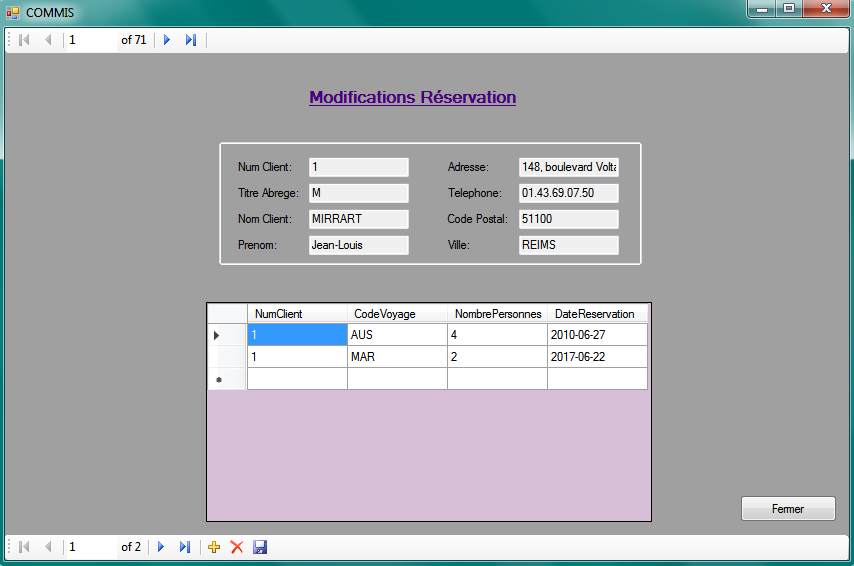 COMMIS
1 of 71
Modifications Réservation
Num Client: 1 Adresse: 148, boulevard Volta
Titre Abrege: M Telephone: 01.43.69.07.50
Nom Client: MIRRART Code Postal: 51100
Prenom: Jean-Louis Ville: REIMS
NumClient CodeVoyage NombrePersonnes DateReservation
1 AUS 4 2010-06-27
1 MAR 2 2017-06-22
Fermer
1 of 2